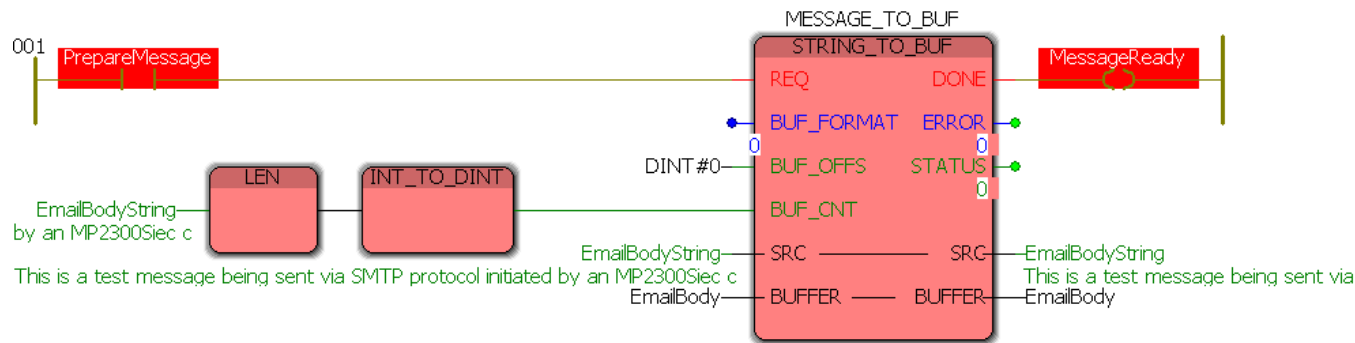 MESSAGE_TO_BUF
001
STRING_TO_BUF
PrepareMessage
MessageReady
REQ
DONE
BUF_FORMAT
ERROR
0
0
DINT#0
BUF_OFFS
STATUS
LEN
INT_TO_DINT
0
EmailBodyString
BUF_CNT
by an MP2300Siec c
EmailBodyString
SRC
SRC
EmailBodyString
This is a test message being sent via SMTP protocol initiated by an MP2300Siec c
This is a test message being sent via
EmailBody
BUFFER
BUFFER
EmailBody